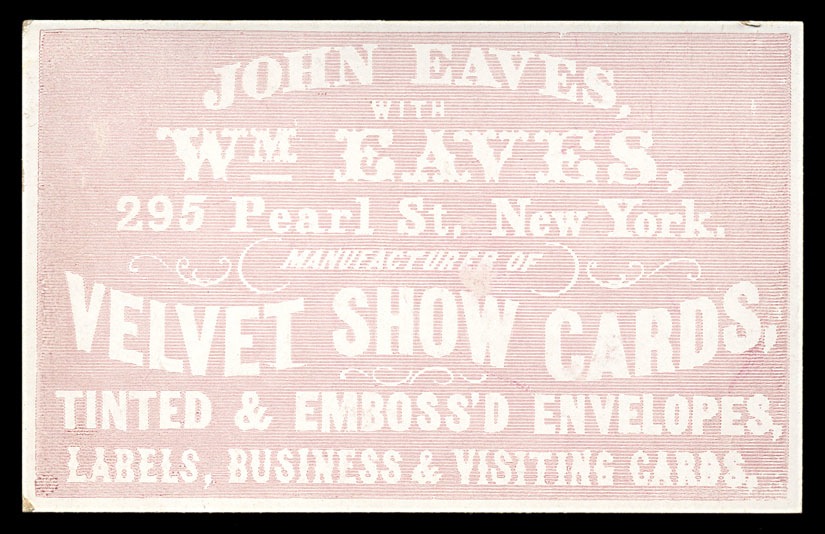 JOHN EAVES,
WITH
WM EAVES,
295 Pearl St, New York.
MANUFACTURER OF
VELVET SHOW CARDS,
TINTED & EMBOSS'D ENVELOPES,
LABELS, BUSINESS & VISITING CARDS,